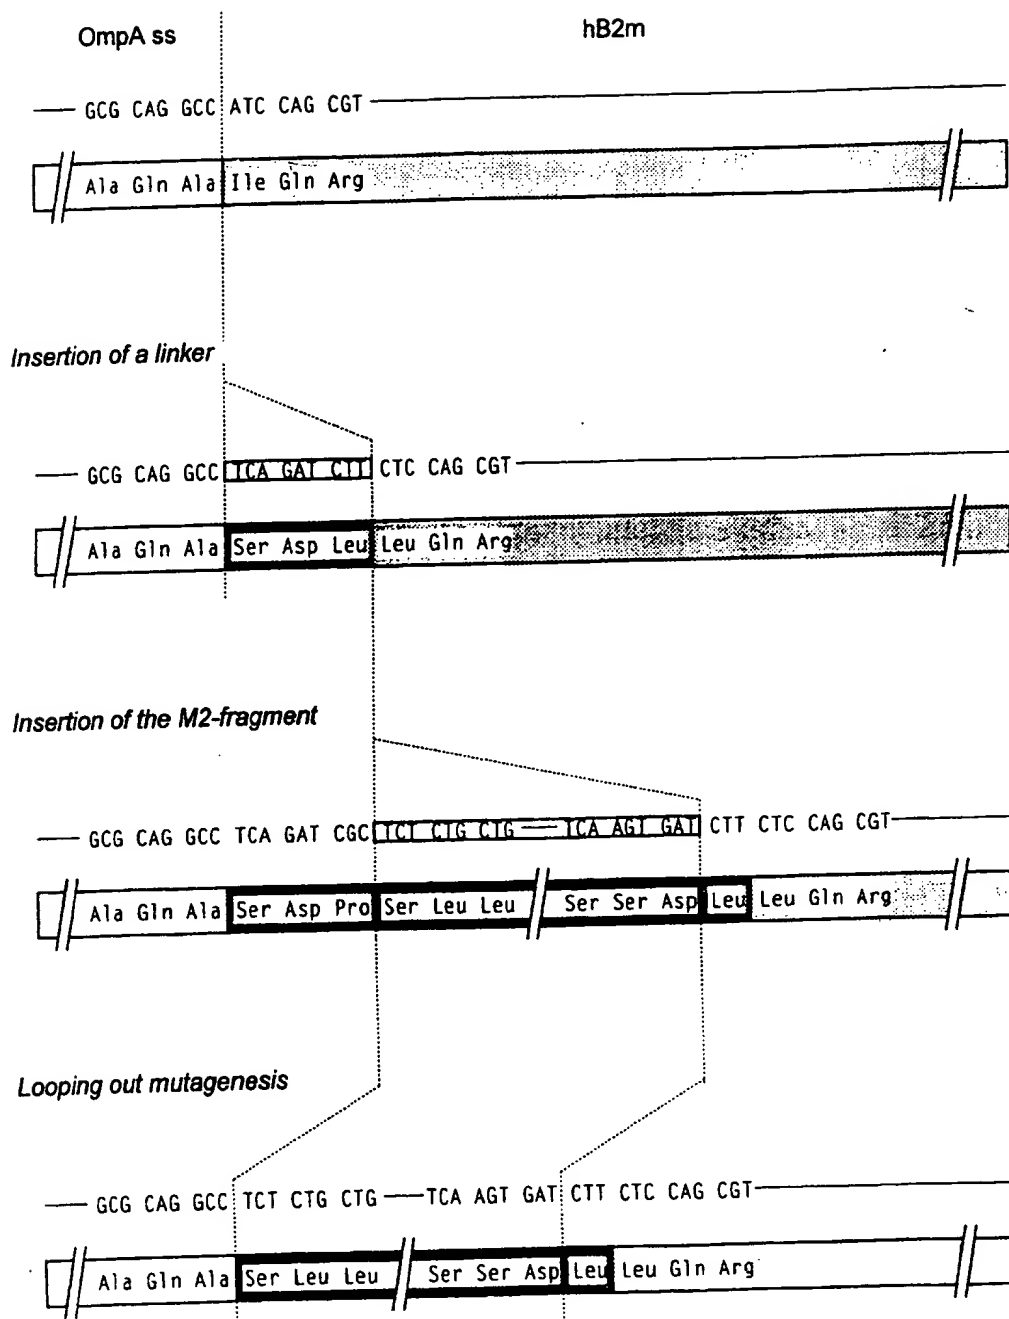 OmpA ss hB2m
GCG CAG GCC ATC CAG CGT
Ala Gln Ala Ile Gln Arg
Insertion of a linker
GCG CAG GCC TCA GAT CTT CTC CAG CGT
Ala Gln Ala Ser Asp Leu Leu Gln Arg
Insertion of the M2-fragment
GCG CAG GCC TCA GAT CGC TCT CTG CTG TCA AGT GAT CTT CTC CAG CGT
Ala Gln Ala Ser Asp Pro Ser Leu Leu Ser Ser Asp Leu Leu Gln Arg
Looping out mutagenesis
GCG CAG GCC TCT CTG CTG TCA AGT GAT CTT CTC CAG CGT
Ala Gln Ala Ser Leu Leu Ser Ser Asp Leu Leu Gln Arg